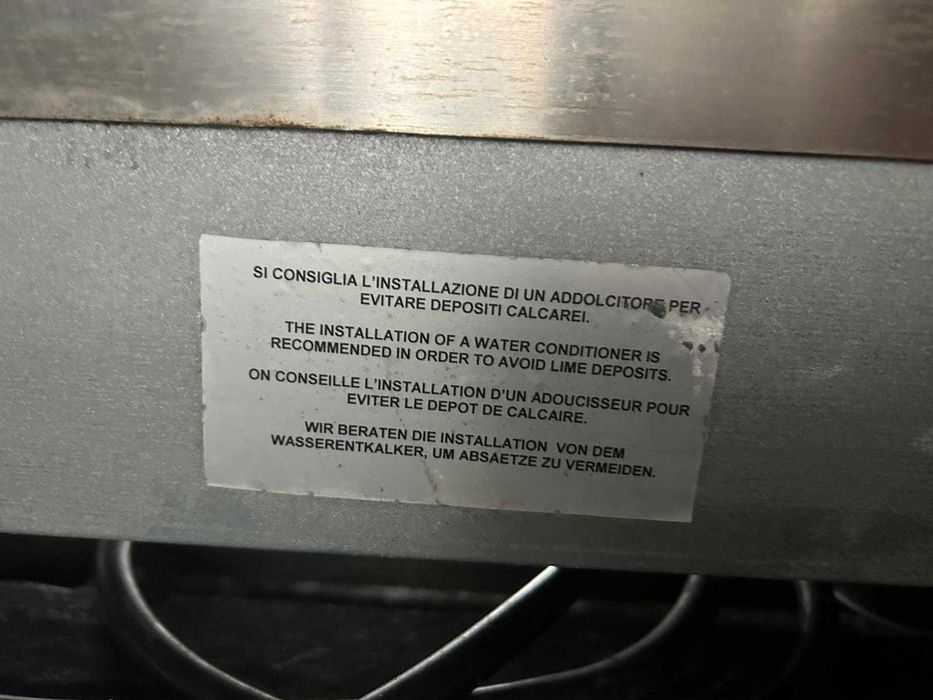 SI CONSIGLIA L'INSTALLAZIONE DI UN ADDOLCITORE PER
EVITARE DEPOSITI CALCAREI.
THE INSTALLATION OF A WATER CONDITIONER IS
RECOMMENDED IN ORDER TO AVOID LIME DEPOSITS.
ON CONSEILLE L'INSTALLATION D'UN ADOUCISSEUR POUR
EVITER LE DEPOT DE CALCAIRE.
WIR BERATEN DIE INSTALLATION VON DEM
WASSERENTKALKER, UM ABSAETZE ZU VERMEIDEN.